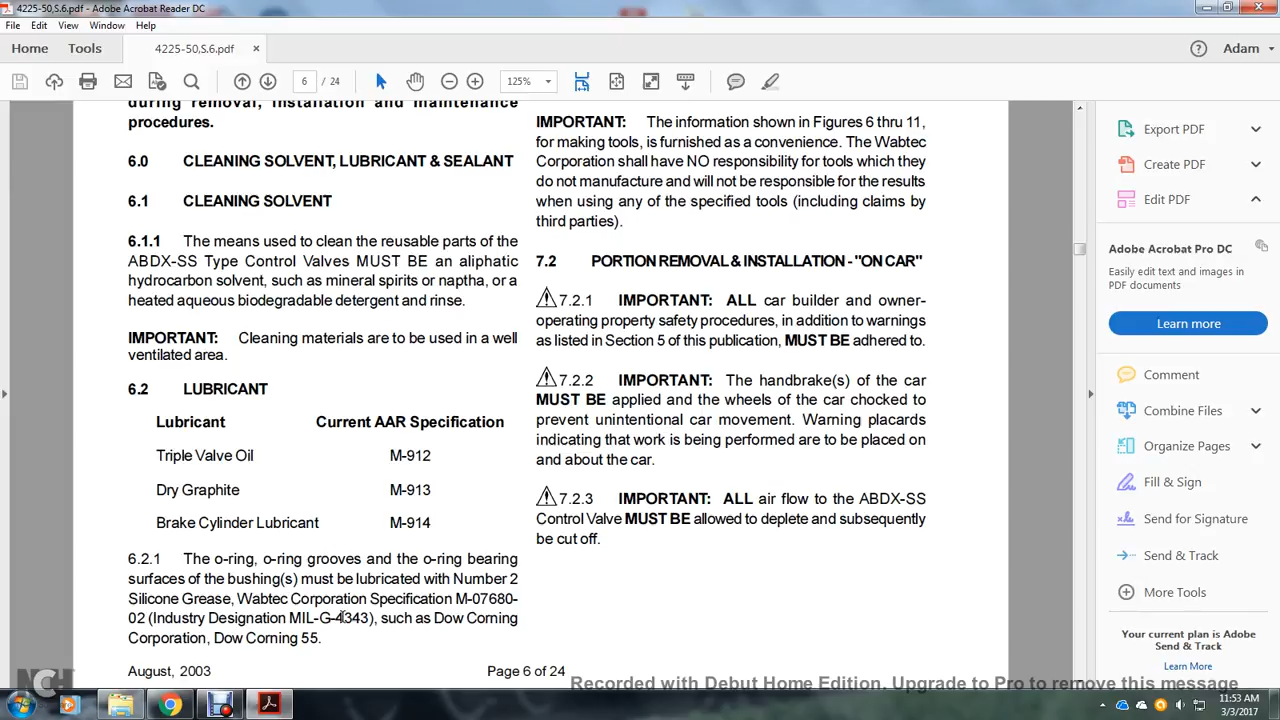 4225-50,S.6.pdf - Adobe Acrobat Reader DC
File Edit View Window Help
Home Tools 4225-50,S.6.pdf × Adam
6 / 24 125%
during removal, installation and maintenance
procedures.
6.0 CLEANING SOLVENT, LUBRICANT & SEALANT
6.1 CLEANING SOLVENT
6.1.1 The means used to clean the reusable parts of the
ABDX-SS Type Control Valves MUST BE an aliphatic
hydrocarbon solvent, such as mineral spirits or naptha, or a
heated aqueous biodegradable detergent and rinse.
IMPORTANT: Cleaning materials are to be used in a well
ventilated area.
6.2 LUBRICANT
Lubricant Current AAR Specification
Triple Valve Oil M-912
Dry Graphite M-913
Brake Cylinder Lubricant M-914
6.2.1 The o-ring, o-ring grooves and the o-ring bearing
surfaces of the bushing(s) must be lubricated with Number 2
Silicone Grease, Wabtec Corporation Specification M-07680-
02 (Industry Designation MIL-G-4343), such as Dow Corning
Corporation, Dow Corning 55.
August, 2003 Page 6 of 24
IMPORTANT: The information shown in Figures 6 thru 11,
for making tools, is furnished as a convenience. The Wabtec
Corporation shall have NO responsibility for tools which they
do not manufacture and will not be responsible for the results
when using any of the specified tools (including claims by
third parties).
7.2 PORTION REMOVAL & INSTALLATION - "ON CAR"
7.2.1 IMPORTANT: ALL car builder and owner-
operating property safety procedures, in addition to warnings
as listed in Section 5 of this publication, MUST BE adhered to.
7.2.2 IMPORTANT: The handbrake(s) of the car
MUST BE applied and the wheels of the car chocked to
prevent unintentional car movement. Warning placards
indicating that work is being performed are to be placed on
and about the car.
7.2.3 IMPORTANT: ALL air flow to the ABDX-SS
Control Valve MUST BE allowed to deplete and subsequently
be cut off.
Export PDF
Create PDF
Edit PDF
Adobe Acrobat Pro DC
Easily edit text and images in
PDF documents
Learn more
Comment
Combine Files
Organize Pages
Fill & Sign
Send for Signature
Send & Track
More Tools
Your current plan is Adobe
Send & Track
Learn More
NCH
Recorded with Debut Home Edition. Upgrade to Pro to remove this message
11:53 AM
3/3/2017